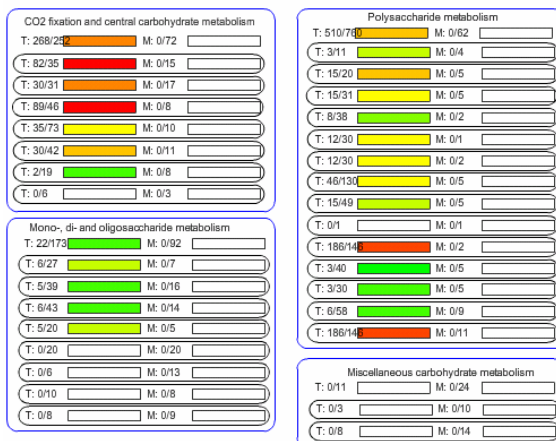 CO2 fixation and central carbohydrate metabolism
T: 268/252 M: 0/72
T: 82/35 M: 0/15
T: 30/31 M: 0/17
T: 89/46 M: 0/8
T: 35/73 M: 0/10
T: 30/42 M: 0/11
T: 2/19 M: 0/8
T: 0/6 M: 0/3
Mono-, di- and oligosaccharide metabolism
T: 22/173 M: 0/92
T: 6/27 M: 0/7
T: 5/39 M: 0/16
T: 6/43 M: 0/14
T: 5/20 M: 0/5
T: 0/20 M: 0/20
T: 0/6 M: 0/13
T: 0/10 M: 0/8
T: 0/8 M: 0/9
Polysaccharide metabolism
T: 510/760 M: 0/62
T: 3/11 M: 0/4
T: 15/20 M: 0/5
T: 15/31 M: 0/5
T: 8/38 M: 0/2
T: 12/30 M: 0/1
T: 12/30 M: 0/2
T: 46/130 M: 0/5
T: 15/49 M: 0/5
T: 0/1 M: 0/1
T: 186/146 M: 0/2
T: 3/40 M: 0/5
T: 3/30 M: 0/5
T: 6/58 M: 0/9
T: 186/146 M: 0/11
Miscellaneous carbohydrate metabolism
T: 0/11 M: 0/24
T: 0/3 M: 0/10
T: 0/8 M: 0/14